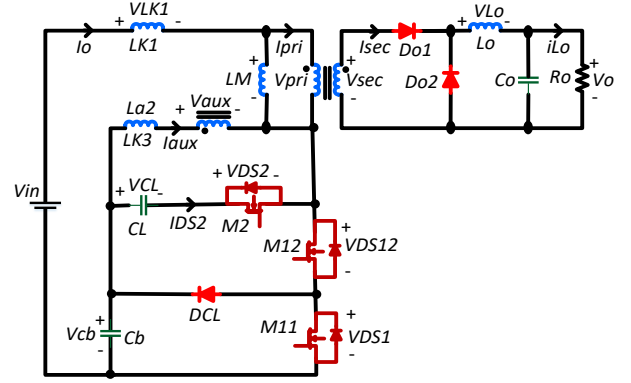 VLK1
+ -
Io
LK1
Ipri
+
LM
-
Vpri
+
Vsec
-
Isec
Do1
Do2
VLo
+ -
Lo
iLo
Co
Ro
+
Vo
-
La2
LK3
Iaux
+ Vaux -
Vin
+ VCL -
CL
IDS2
+ VDS2 -
M2
M12
+
VDS12
-
DCL
M11
+
VDS1
-
+
Vcb
-
Cb